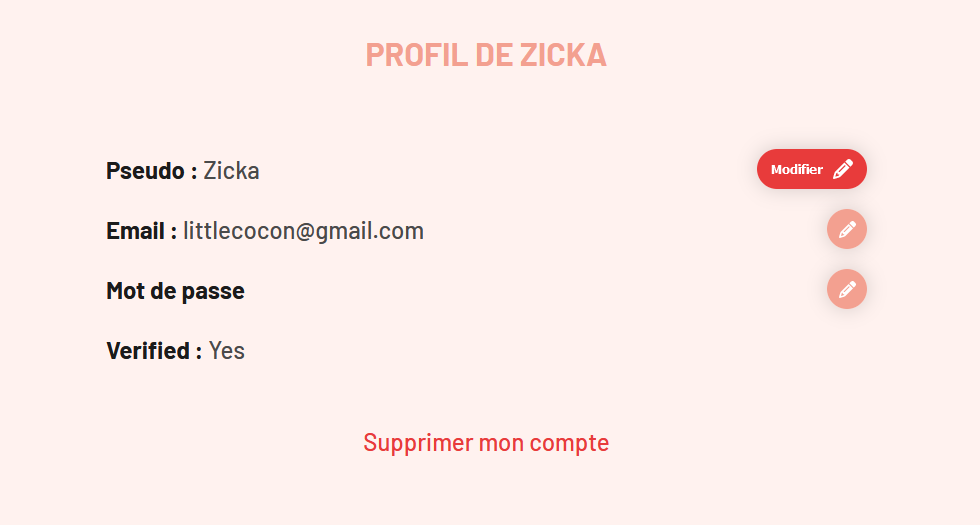 PROFIL DE ZICKA
Pseudo : Zicka
Modifier
Email : littlecocon@gmail.com
Mot de passe
Verified : Yes
Supprimer mon compte